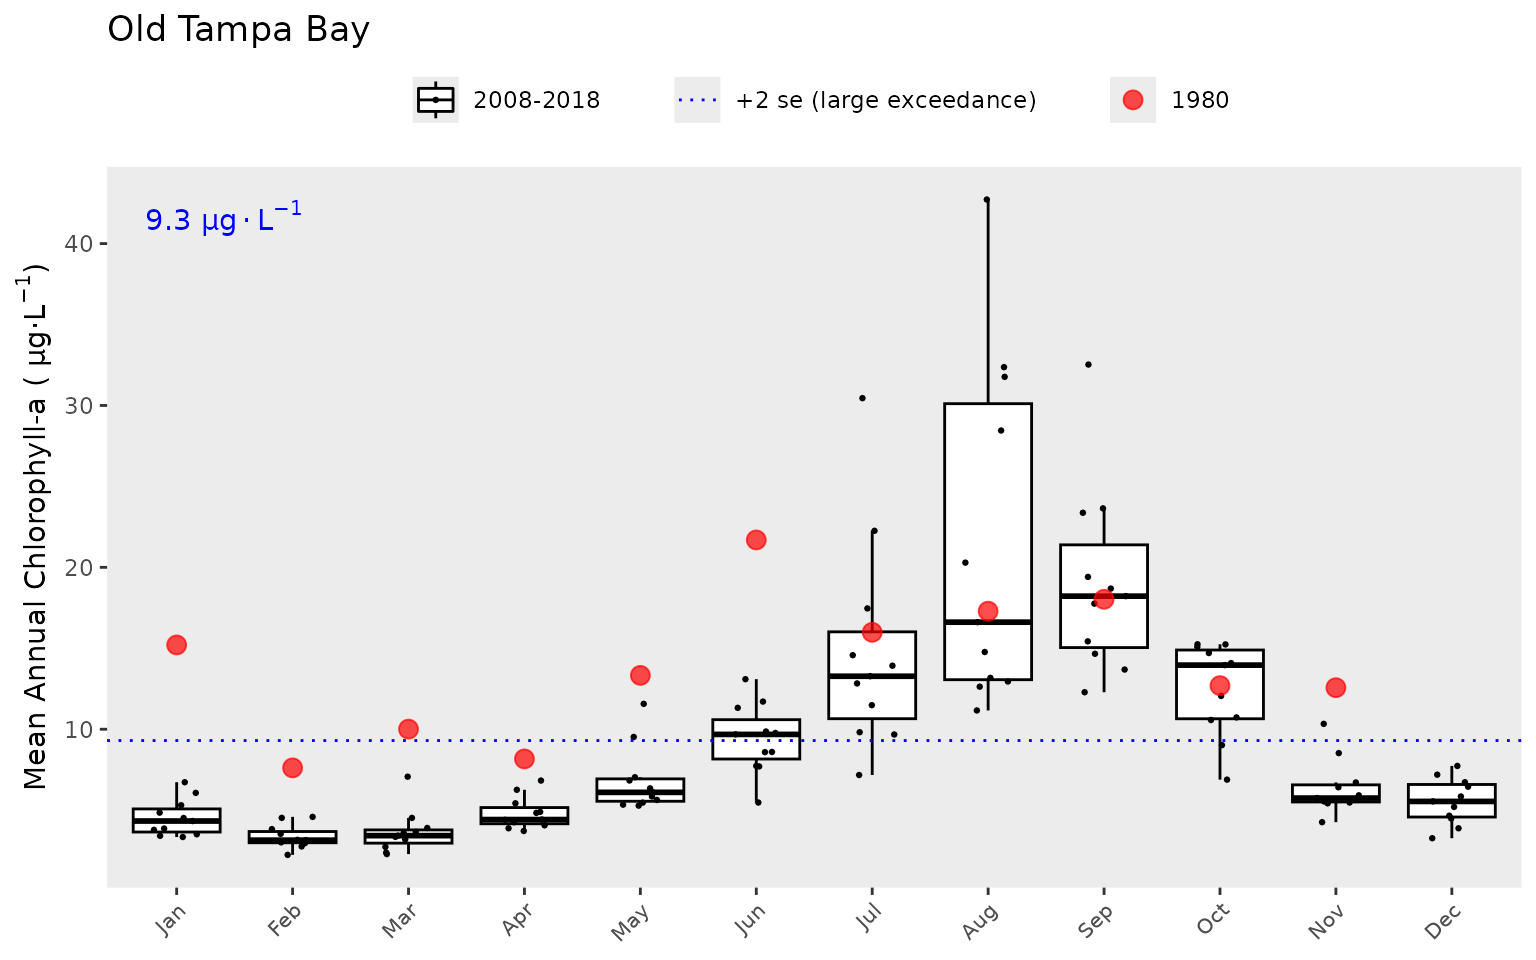 Old Tampa Bay
2008-2018 +2 se (large exceedance) 1980
9.3 µg·L⁻¹
Mean Annual Chlorophyll-a ( µg·L⁻¹)
40
30
20
10
Jan Feb Mar Apr May Jun Jul Aug Sep Oct Nov Dec